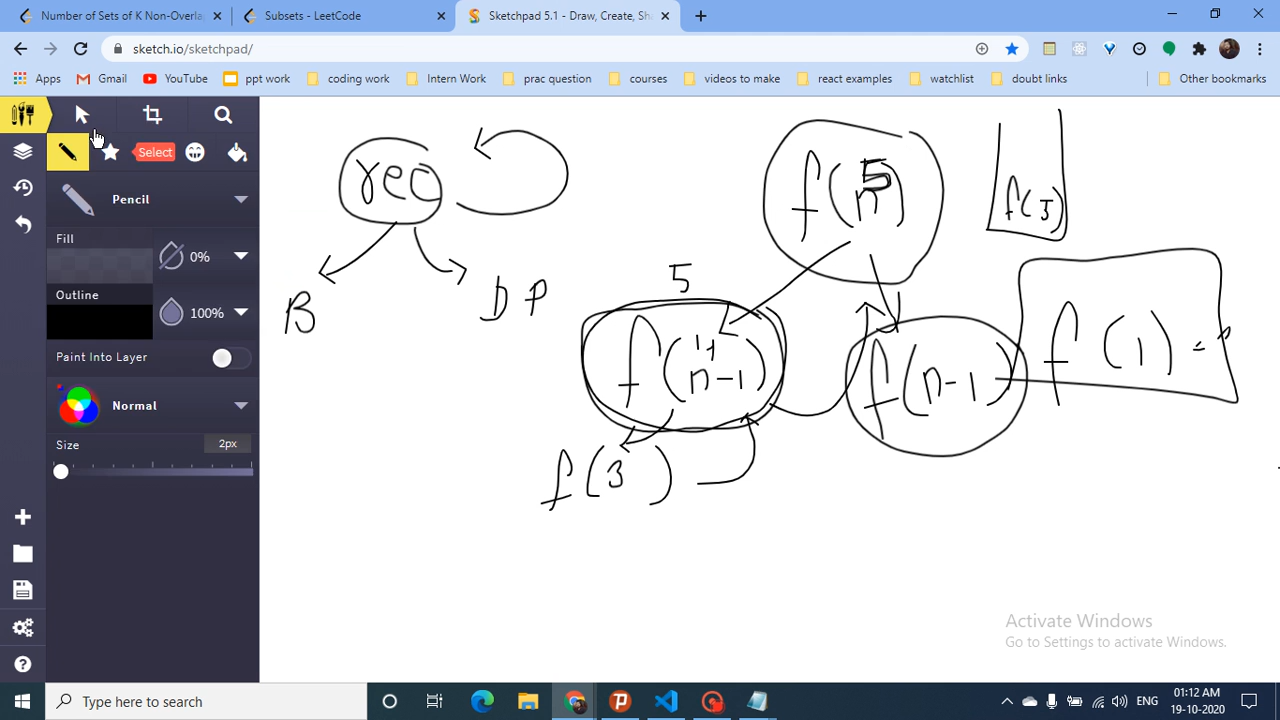 Number of Sets of K Non-Overla
Subsets - LeetCode
Sketchpad 5.1 - Draw, Create, Sha
sketch.io/sketchpad/
Apps
Gmail
YouTube
ppt work
coding work
Intern Work
prac question
courses
videos to make
react examples
watchlist
doubt links
Other bookmarks
Select
Pencil
Fill
0%
Outline
100%
Paint Into Layer
Normal
Size
2px
rec
B
DP
f(n)
5
f(5)
5
f(n-1)
4
f(n-1)
f(1) =
f(3)
Activate Windows
Go to Settings to activate Windows.
Type here to search
ENG
01:12 AM
19-10-2020